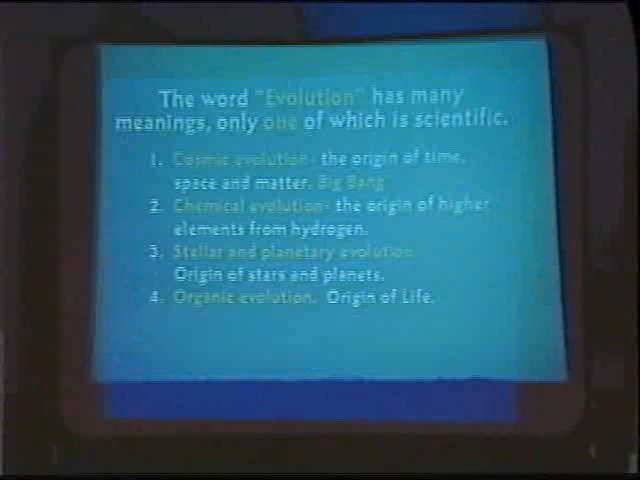 The word "Evolution" has many
meanings, only one of which is scientific.
1. Cosmic evolution- the origin of time,
space and matter. Big Bang
2. Chemical evolution- the origin of higher
elements from hydrogen.
3. Stellar and planetary evolution
Origin of stars and planets.
4. Organic evolution. Origin of Life.